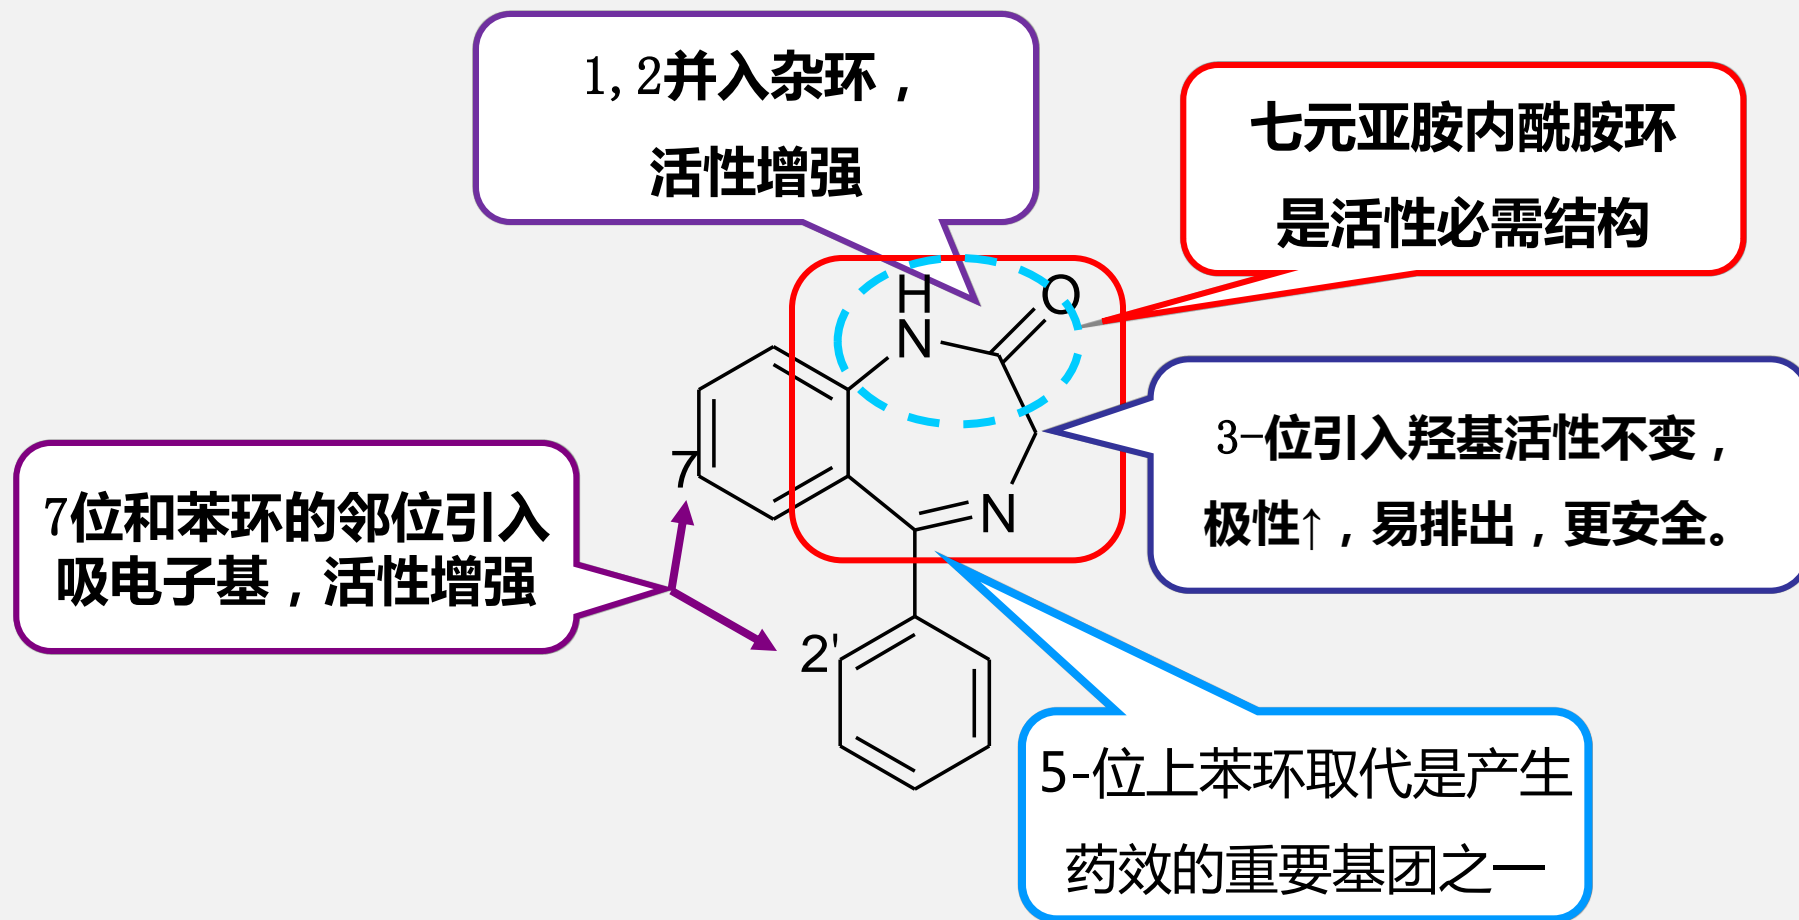 1,2并入杂环，
活性增强
七元亚胺内酰胺环
是活性必需结构
H
N
O
3-位引入羟基活性不变，
极性↑，易排出，更安全。
7
7位和苯环的邻位引入
吸电子基，活性增强
N
2'
5-位上苯环取代是产生
药效的重要基团之一